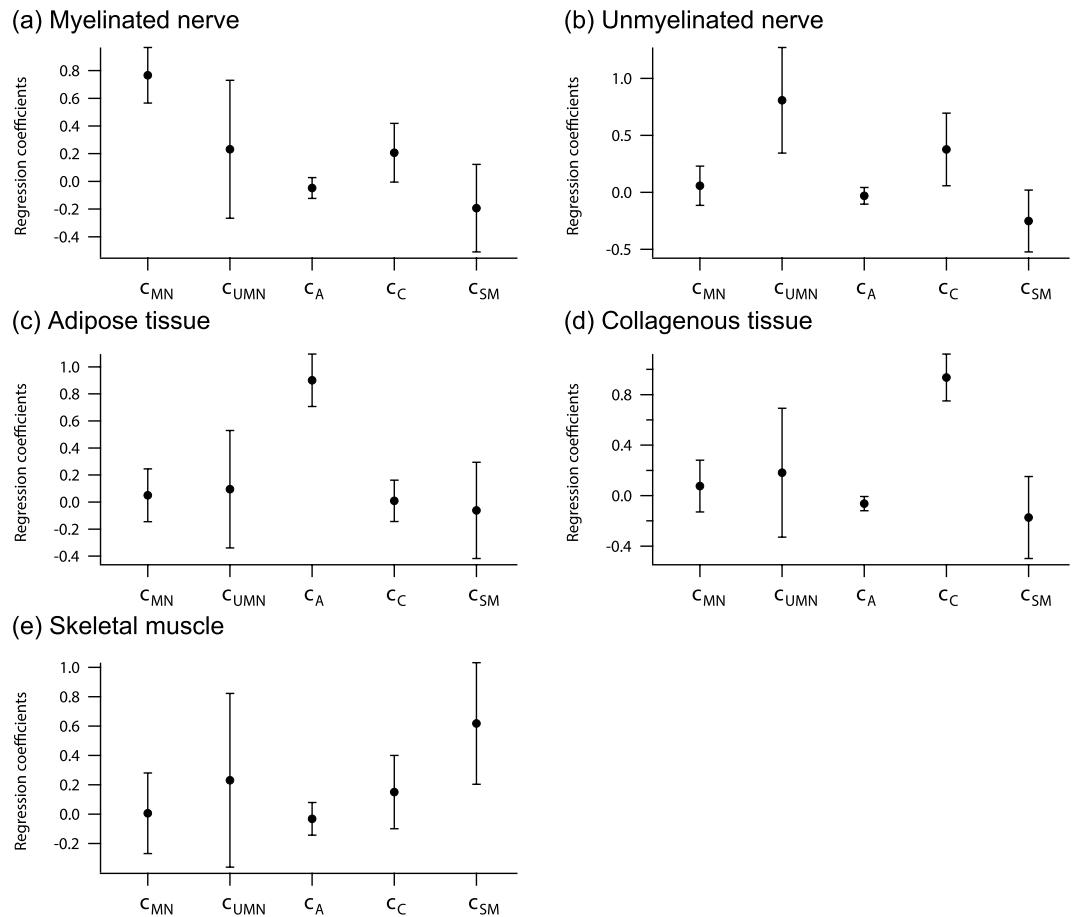 (a) Myelinated nerve
Regression coefficients
0.8
0.6
0.4
0.2
0.0
-0.2
-0.4
cMN cUMN cA cC cSM
(b) Unmyelinated nerve
Regression coefficients
1.0
0.5
0.0
-0.5
cMN cUMN cA cC cSM
(c) Adipose tissue
Regression coefficients
1.0
0.8
0.6
0.4
0.2
0.0
-0.2
-0.4
cMN cUMN cA cC cSM
(d) Collagenous tissue
Regression coefficients
0.8
0.4
0.0
-0.4
cMN cUMN cA cC cSM
(e) Skeletal muscle
Regression coefficients
1.0
0.8
0.6
0.4
0.2
0.0
-0.2
cMN cUMN cA cC cSM